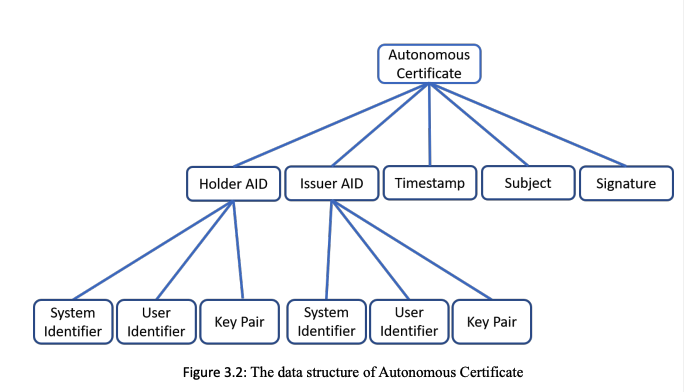 Autonomous
Certificate
Holder AID
Issuer AID
Timestamp
Subject
Signature
System
Identifier
User
Identifier
Key Pair
System
Identifier
User
Identifier
Key Pair
Figure 3.2: The data structure of Autonomous Certificate